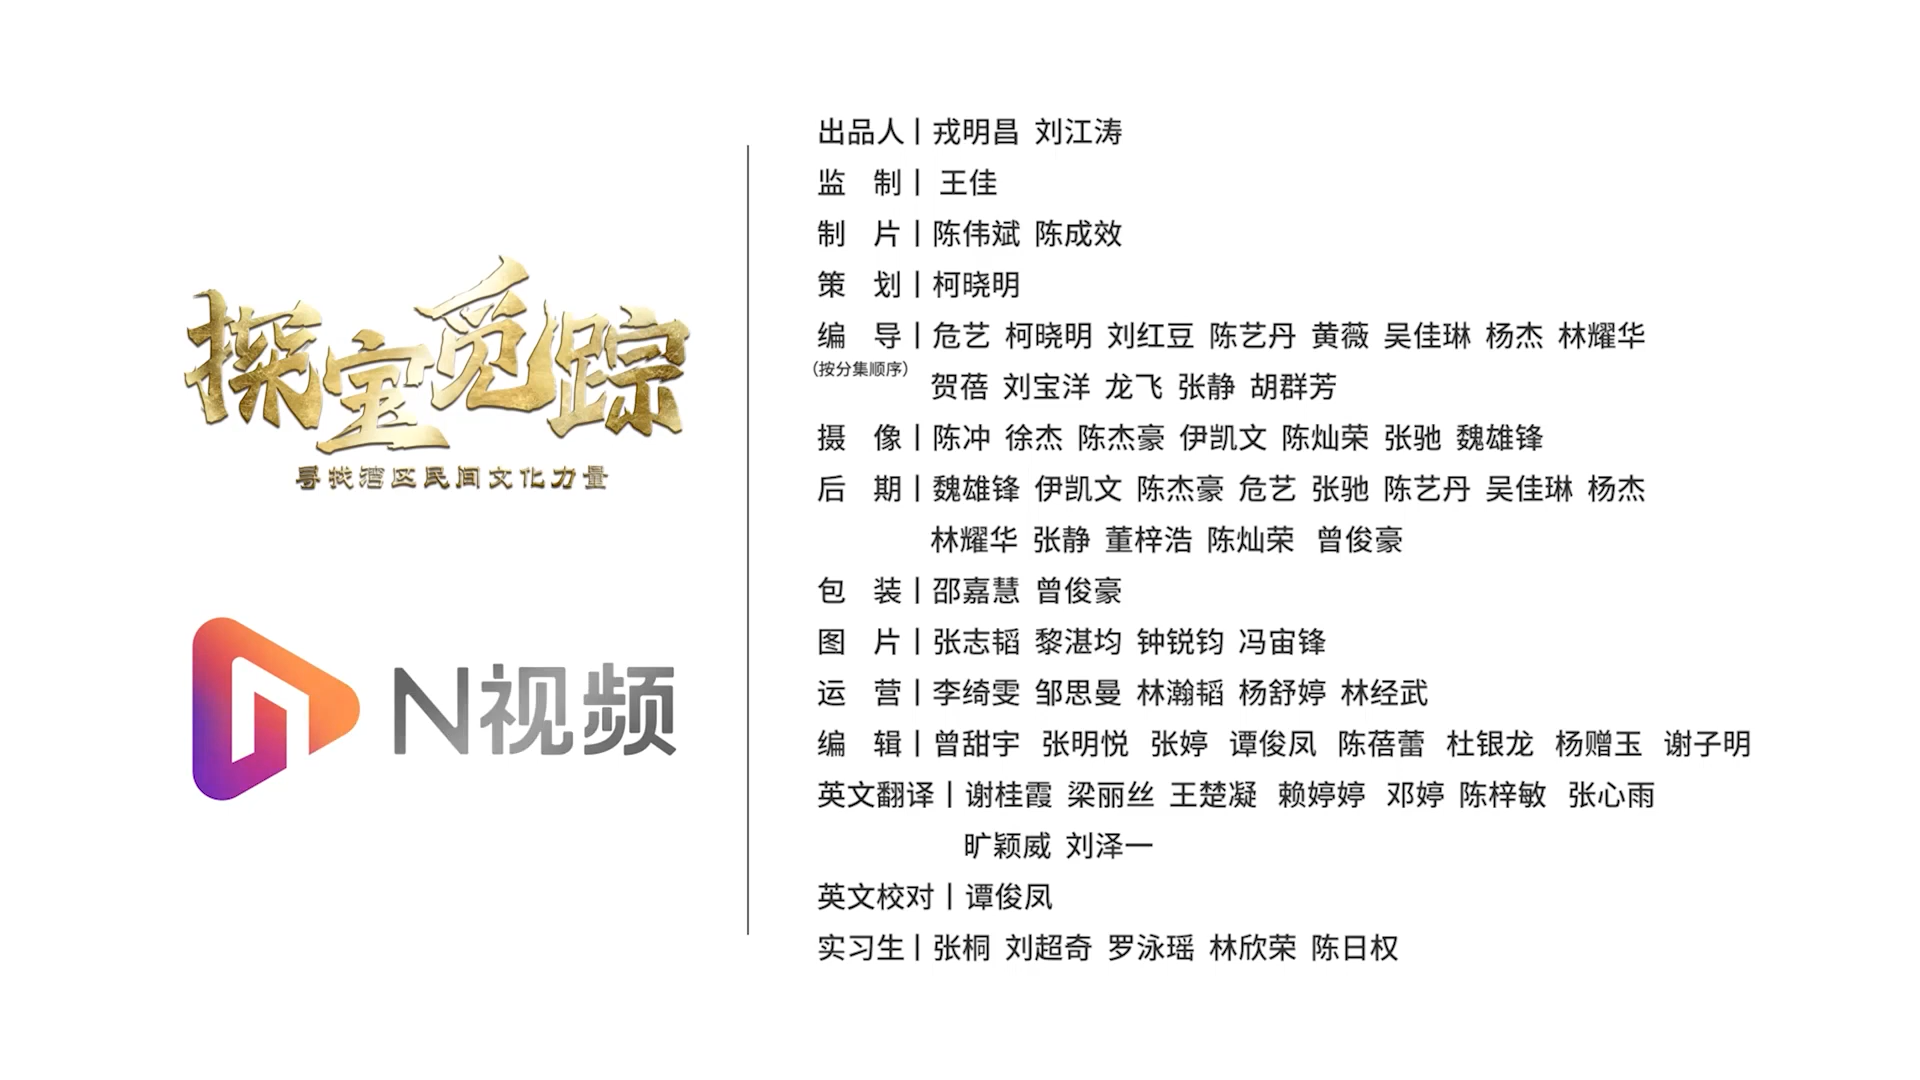 探宝觅踪
寻找湾区民间文化力量
N视频
出品人丨戎明昌 刘江涛
监 制丨 王佳
制 片丨陈伟斌 陈成效
策 划丨柯晓明
编 导丨危艺 柯晓明 刘红豆 陈艺丹 黄薇 吴佳琳 杨杰 林耀华
(按分集顺序)
贺蓓 刘宝洋 龙飞 张静 胡群芳
摄 像丨陈冲 徐杰 陈杰豪 伊凯文 陈灿荣 张驰 魏雄锋
后 期丨魏雄锋 伊凯文 陈杰豪 危艺 张驰 陈艺丹 吴佳琳 杨杰
林耀华 张静 董梓浩 陈灿荣 曾俊豪
包 装丨邵嘉慧 曾俊豪
图 片丨张志韬 黎湛均 钟锐钧 冯宙锋
运 营丨李绮雯 邹思曼 林瀚韬 杨舒婷 林经武
编 辑丨曾甜宇 张明悦 张婷 谭俊凤 陈蓓蕾 杜银龙 杨赠玉 谢子明
英文翻译丨谢桂霞 梁丽丝 王楚凝 赖婷婷 邓婷 陈梓敏 张心雨
旷颖威 刘泽一
英文校对丨谭俊凤
实习生丨张桐 刘超奇 罗泳瑶 林欣荣 陈日权